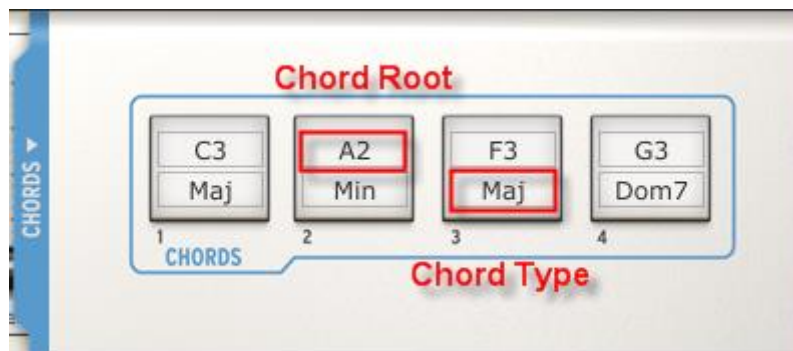 CHORDS ▼
Chord Root
C3 A2 F3 G3
Maj Min Maj Dom7
1 2 3 4
CHORDS
Chord Type